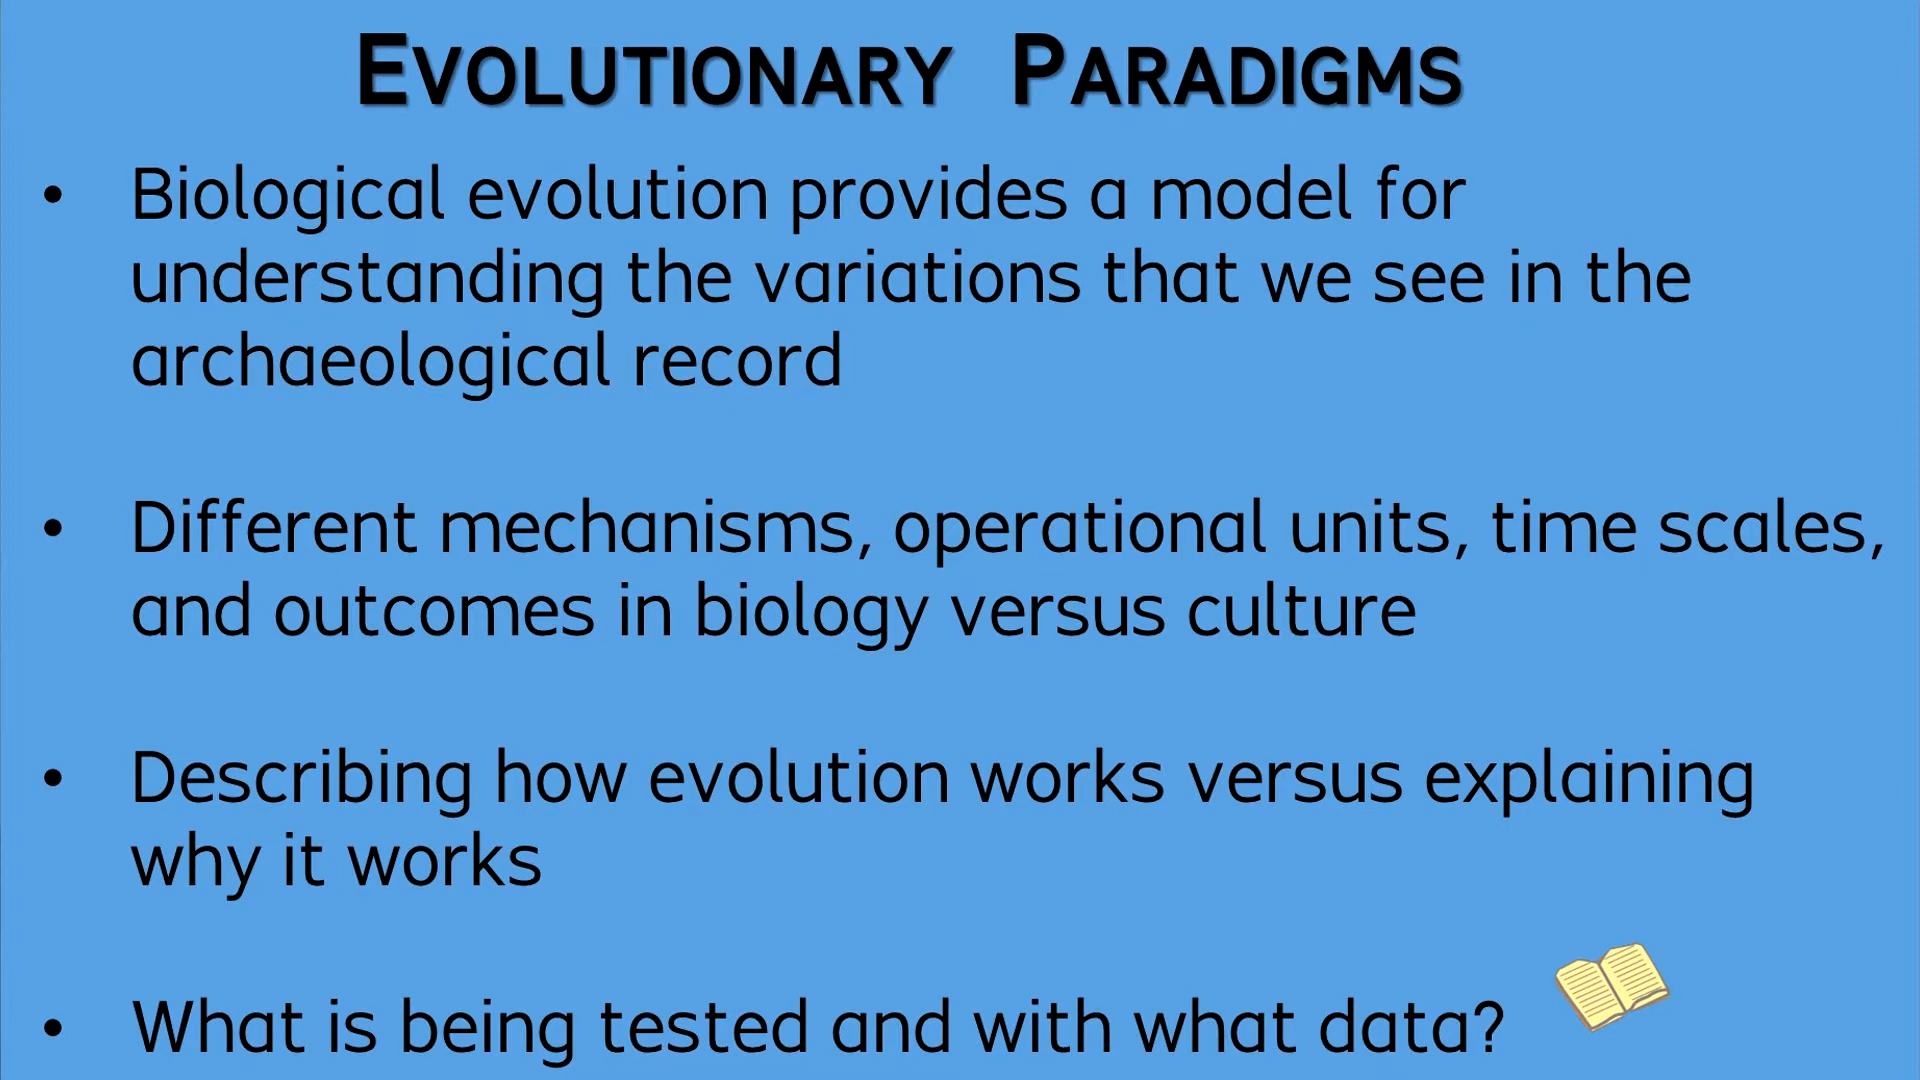 EVOLUTIONARY PARADIGMS
• Biological evolution provides a model for
understanding the variations that we see in the
archaeological record
• Different mechanisms, operational units, time scales,
and outcomes in biology versus culture
• Describing how evolution works versus explaining
why it works
• What is being tested and with what data?